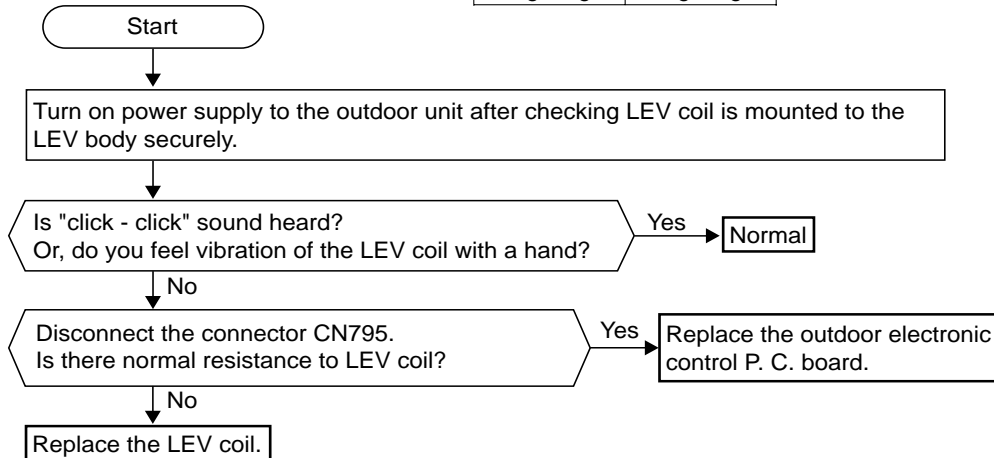 Start
Turn on power supply to the outdoor unit after checking LEV coil is mounted to the
LEV body securely.
Is "click - click" sound heard?
Or, do you feel vibration of the LEV coil with a hand?
Yes
Normal
No
Disconnect the connector CN795.
Is there normal resistance to LEV coil?
Yes
Replace the outdoor electronic
control P. C. board.
No
Replace the LEV coil.